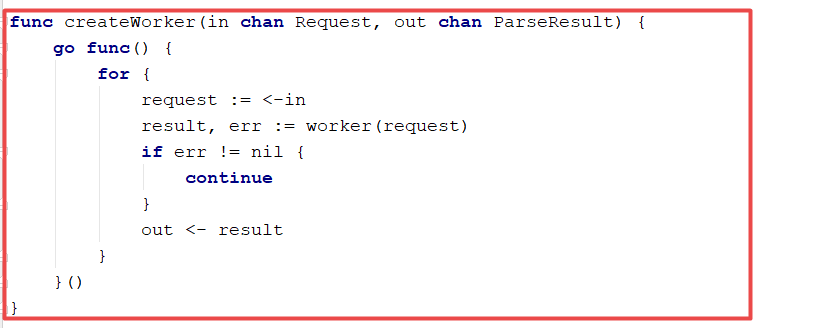 func createWorker(in chan Request, out chan ParseResult) {
    go func() {
        for {
            request := <-in
            result, err := worker(request)
            if err != nil {
                continue
            }
            out <- result
        }
    }()
}